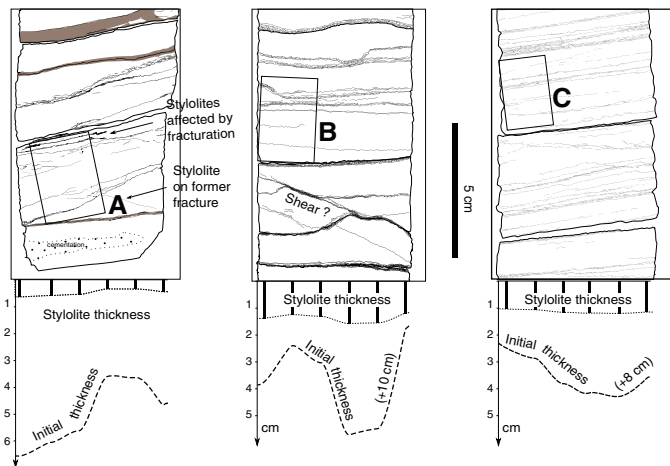 Stylolites
affected by
fracturation
Stylolite
on former
fracture
A
cementation
B
Shear ?
C
5 cm
Stylolite thickness
Initial thickness
1
2
3
4
5
6
Stylolite thickness
Initial thickness
(+10 cm)
1
2
3
4
5
cm
Stylolite thickness
Initial thickness
(+8 cm)
1
2
3
4
5
cm